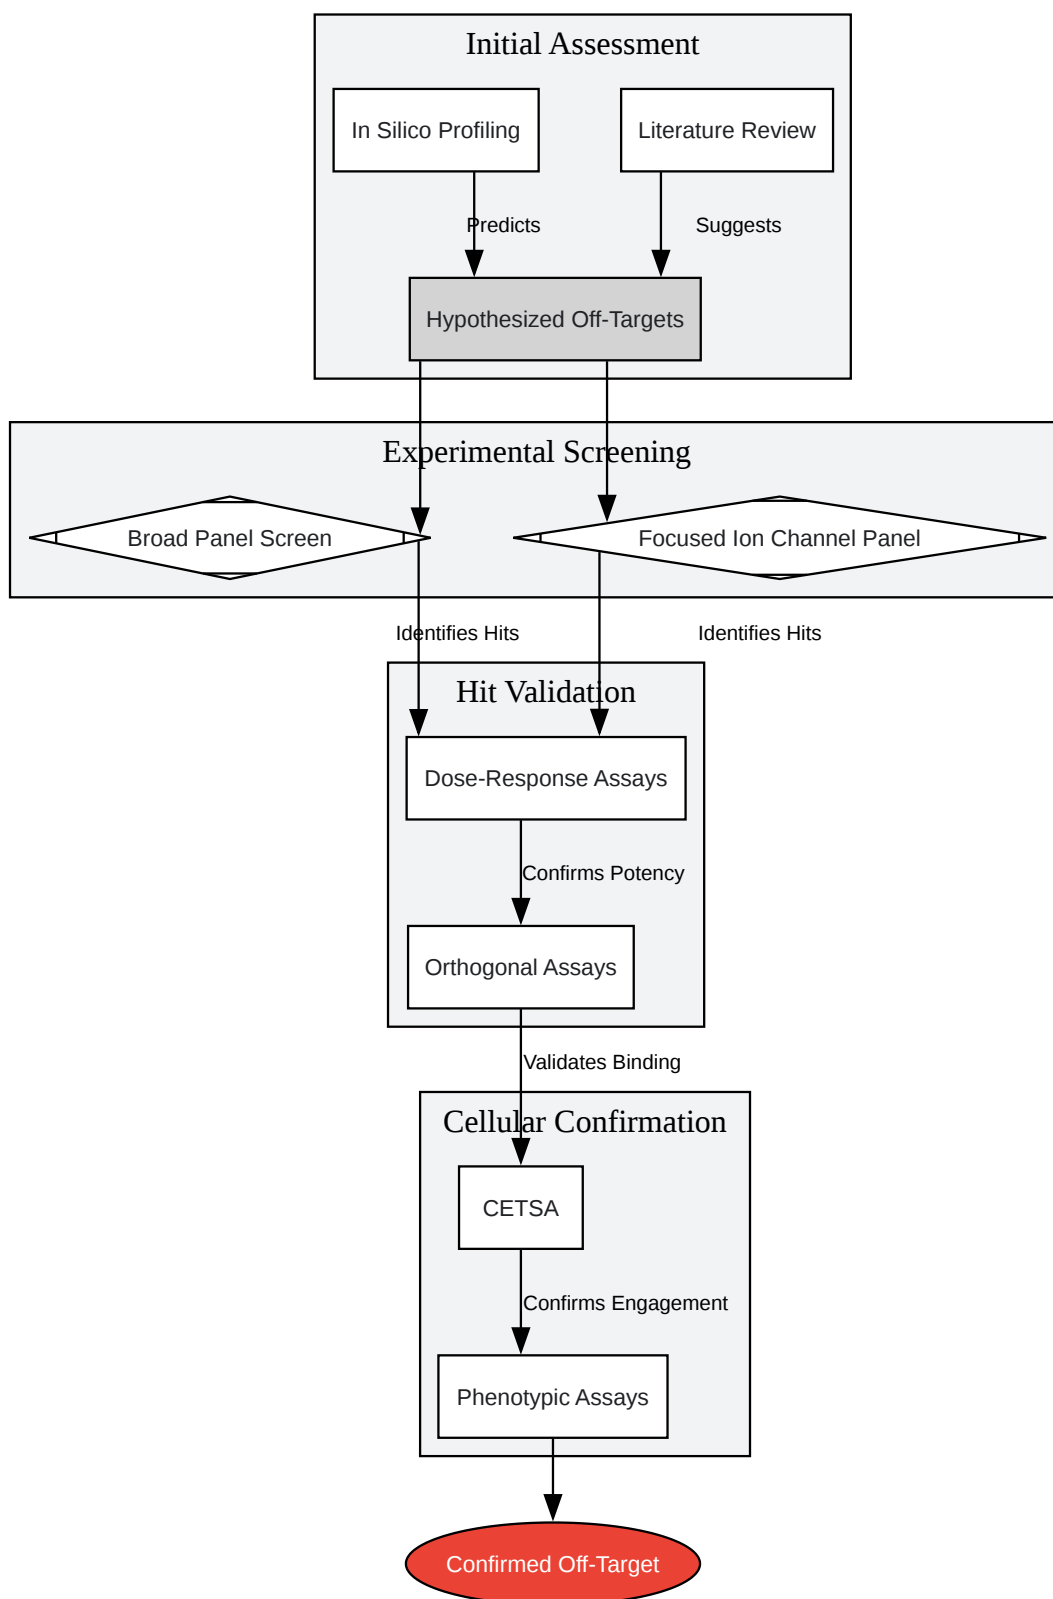 Initial Assessment
In Silico Profiling
Literature Review
Predicts
Suggests
Hypothesized Off-Targets
Experimental Screening
Broad Panel Screen
Focused Ion Channel Panel
Identifies Hits
Identifies Hits
Hit Validation
Dose-Response Assays
Confirms Potency
Orthogonal Assays
Validates Binding
Cellular Confirmation
CETSA
Confirms Engagement
Phenotypic Assays
Confirmed Off-Target